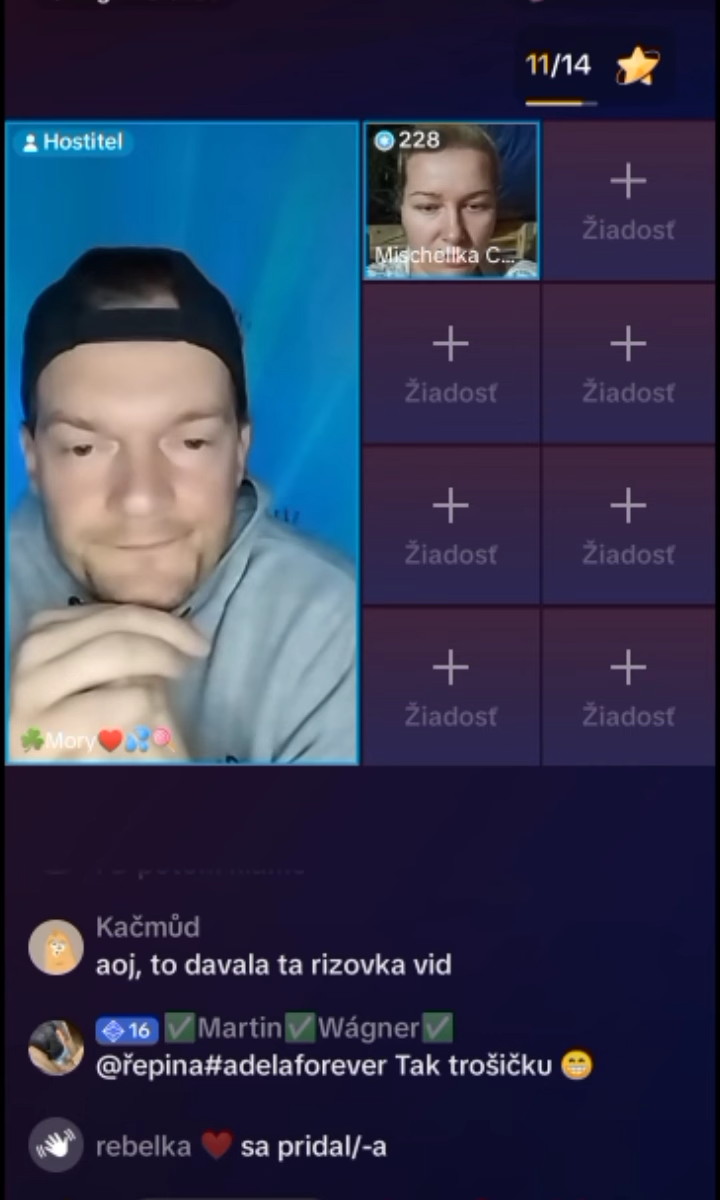 11/14
Hostitel
228
Mischellka C...
Žiadosť
Žiadosť
Žiadosť
Žiadosť
Žiadosť
Žiadosť
Žiadosť
☘️Mory❤️💦🍭
Kačmůd
aoj, to davala ta rizovka vid
16 ✅Martin✅Wágner✅
@řepina#adelaforever Tak trošičku 😁
rebelka ❤️ sa pridal/-a